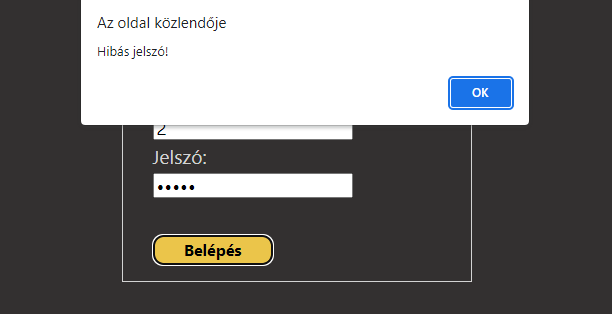 Az oldal közlendője
Hibás jelszó!
OK
2
Jelszó:
•••••
Belépés